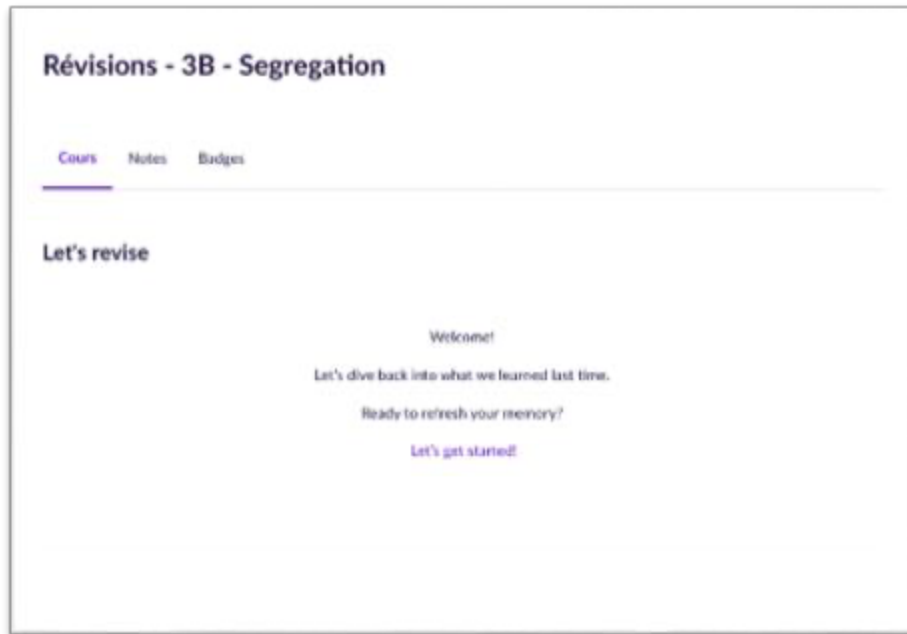 Révisions - 3B - Segregation
Cours Notes Badges
Let's revise
Welcome!
Let's dive back into what we learned last time.
Ready to refresh your memory?
Let's get started!